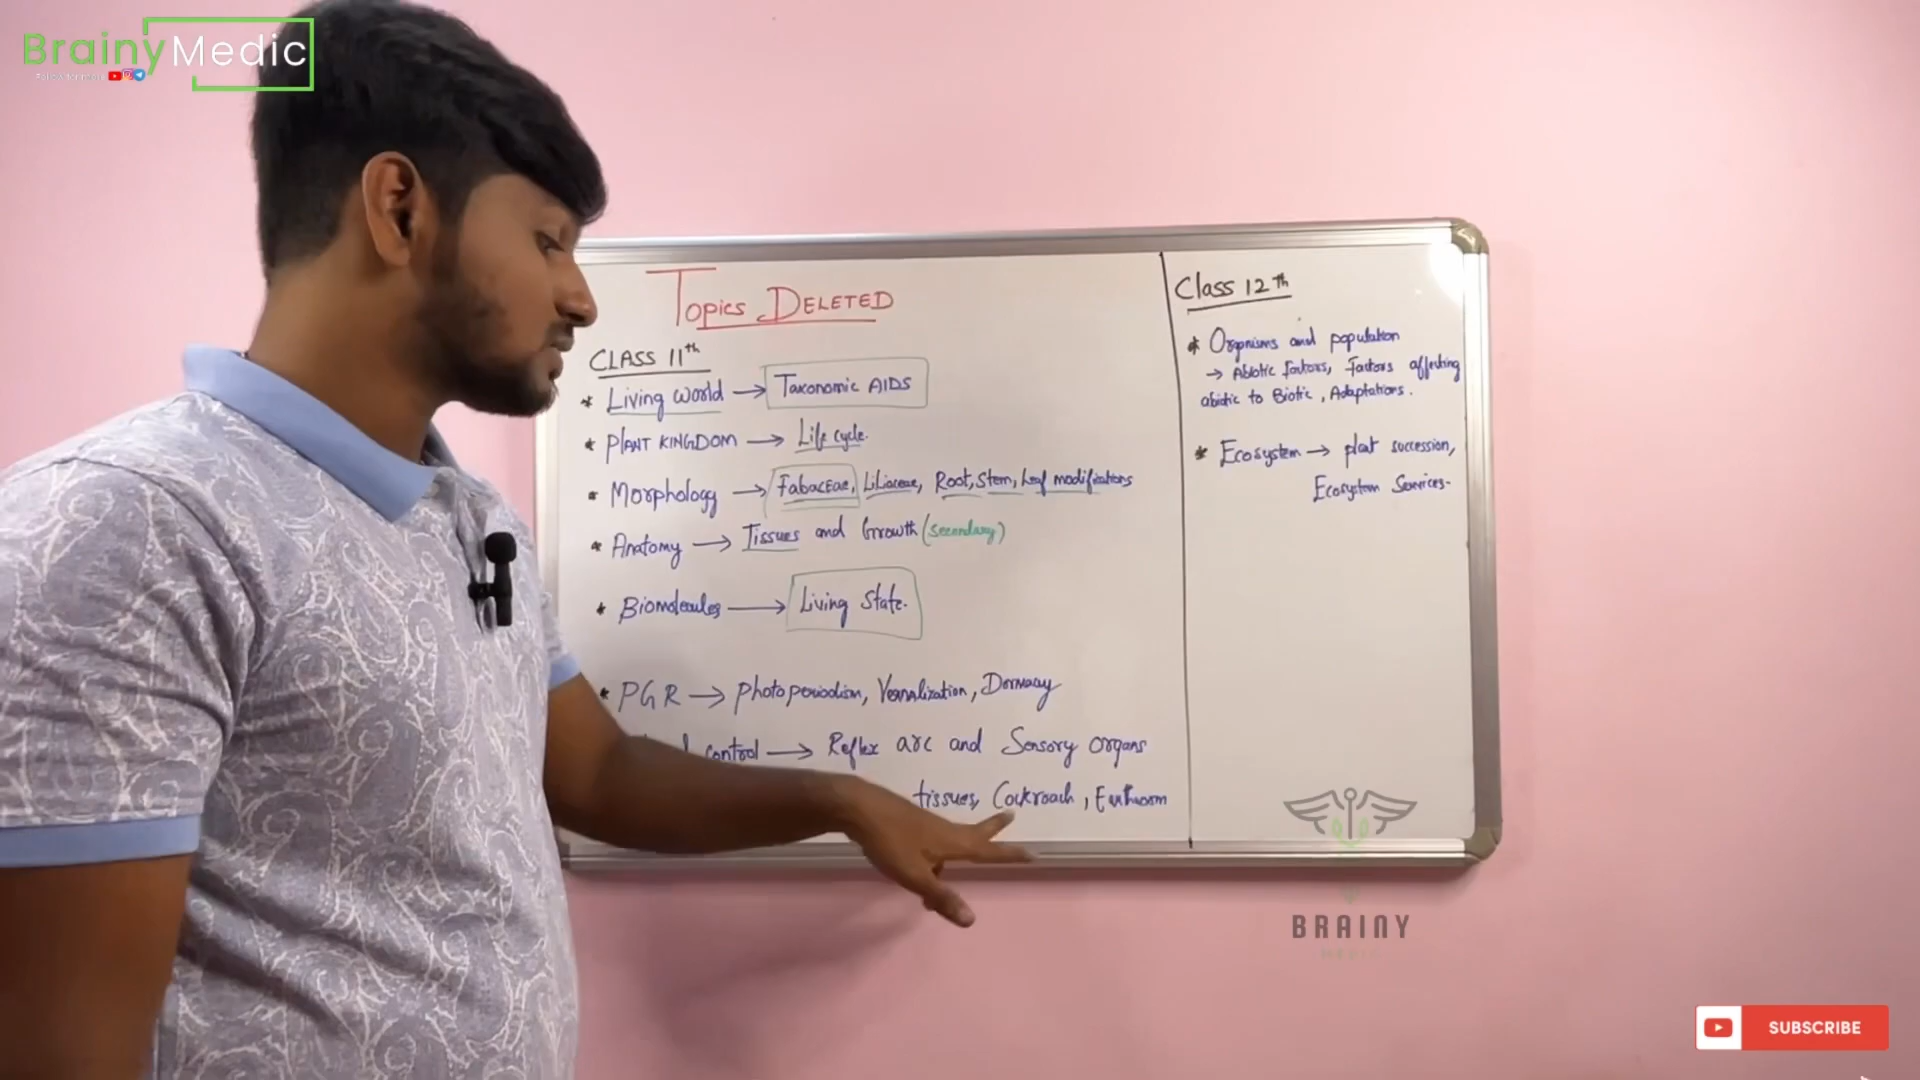 BrainyMedic
Topics DELETED
CLASS 11th
* Living world → Taxonomic AIDS
* PLANT KINGDOM → Life cycle.
* Morphology → Fabaceae, Liliaceae, Root, Stem, Leaf modifications
* Anatomy → Tissues and Growth (secondary)
* Biomolecules → Living State.
* PGR → Photoperiodism, Vernalization, Dormacy
control → Reflex arc and Sensory organs
tissues, Cockroach, Earthworm
Class 12th
* Organisms and population
→ Abiotic factors, Factors affecting
abiotic to Biotic, Adaptations.
* Ecosystem → plant succession,
Ecosystem Services.
BRAINY
MEDIC
SUBSCRIBE